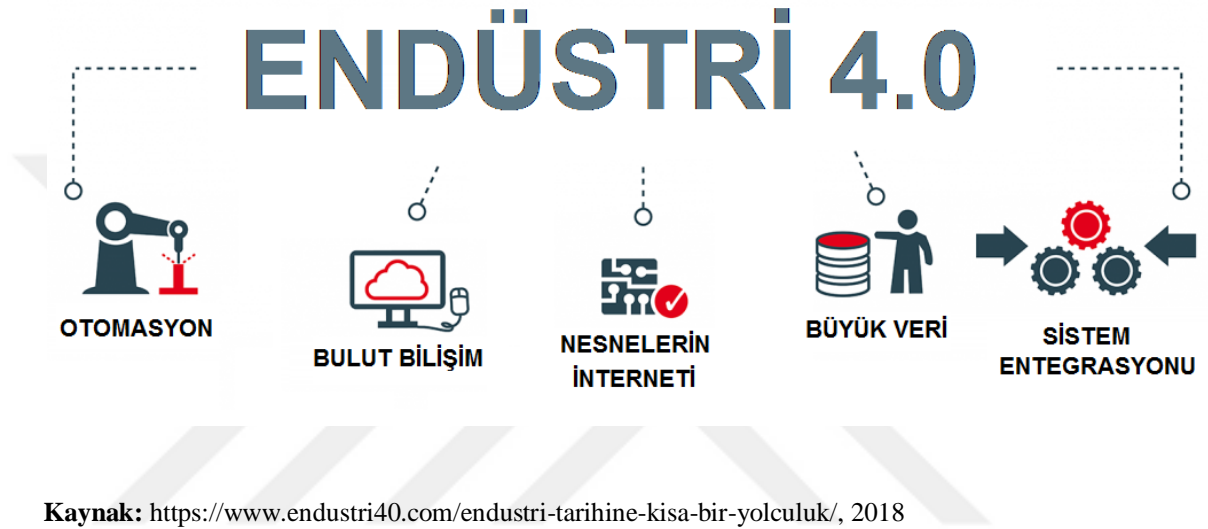 ENDÜSTRİ 4.0
OTOMASYON
BULUT BİLİŞİM
NESNELERİN
İNTERNETİ
BÜYÜK VERİ
SİSTEM
ENTEGRASYONU
Kaynak: https://www.endustri40.com/endustri-tarihine-kisa-bir-yolculuk/, 2018